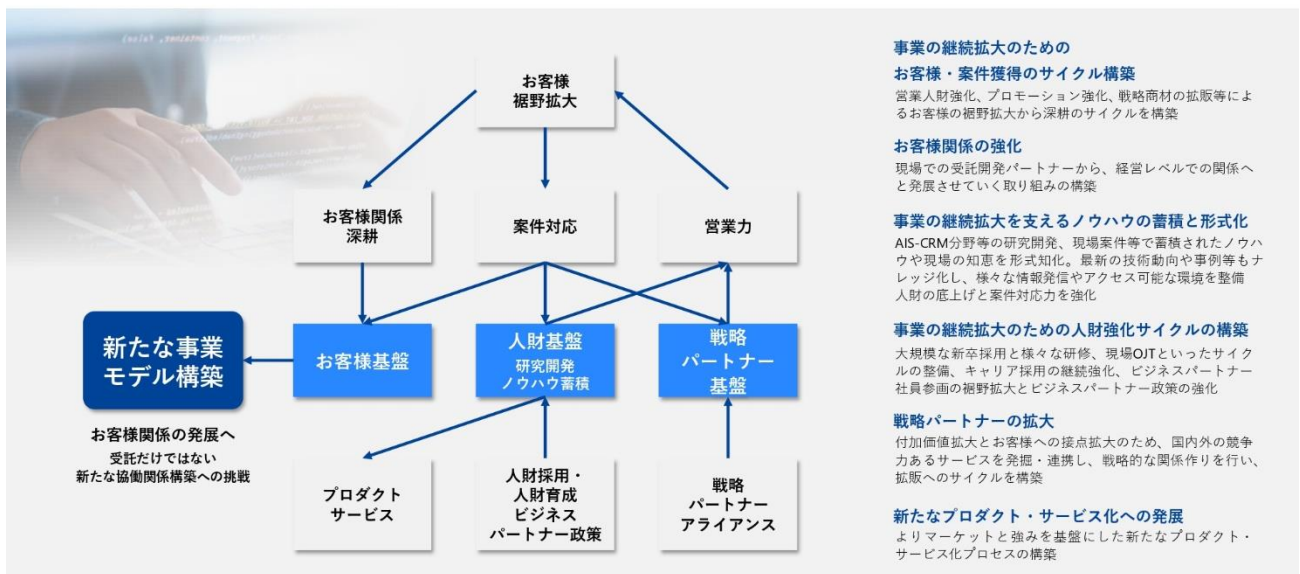 お客様
裾野拡大
お客様関係
深耕
案件対応
営業力
新たな事業
モデル構築
お客様基盤
人財基盤
研究開発
ノウハウ蓄積
戦略
パートナー
基盤
お客様関係の発展へ
受託だけではない
新たな協働関係構築への挑戦
プロダクト
サービス
人財採用・
人財育成
ビジネス
パートナー政策
戦略
パートナー
アライアンス
事業の継続拡大のための
お客様・案件獲得のサイクル構築
営業人財強化、プロモーション強化、戦略商材の拡販等によ
るお客様の裾野拡大から深耕のサイクルを構築
お客様関係の強化
現場での受託開発パートナーから、経営レベルでの関係へ
と発展させていく取り組みの構築
事業の継続拡大を支えるノウハウの蓄積と形式化
AIS-CRM分野等の研究開発、現場案件等で蓄積されたノウハ
ウや現場の知恵を形式知化。最新の技術動向や事例等もナ
レッジ化し、様々な情報発信やアクセス可能な環境を整備
人財の底上げと案件対応力を強化
事業の継続拡大のための人財強化サイクルの構築
大規模な新卒採用と様々な研修、現場OJTといったサイク
ルの整備、キャリア採用の継続強化、ビジネスパートナー
社員参画の裾野拡大とビジネスパートナー政策の強化
戦略パートナーの拡大
付加価値拡大とお客様への接点拡大のため、国内外の競争
力あるサービスを発掘・連携し、戦略的な関係作りを行い、
拡販へのサイクルを構築
新たなプロダクト・サービス化への発展
よりマーケットと強みを基盤にした新たなプロダクト・
サービス化プロセスの構築